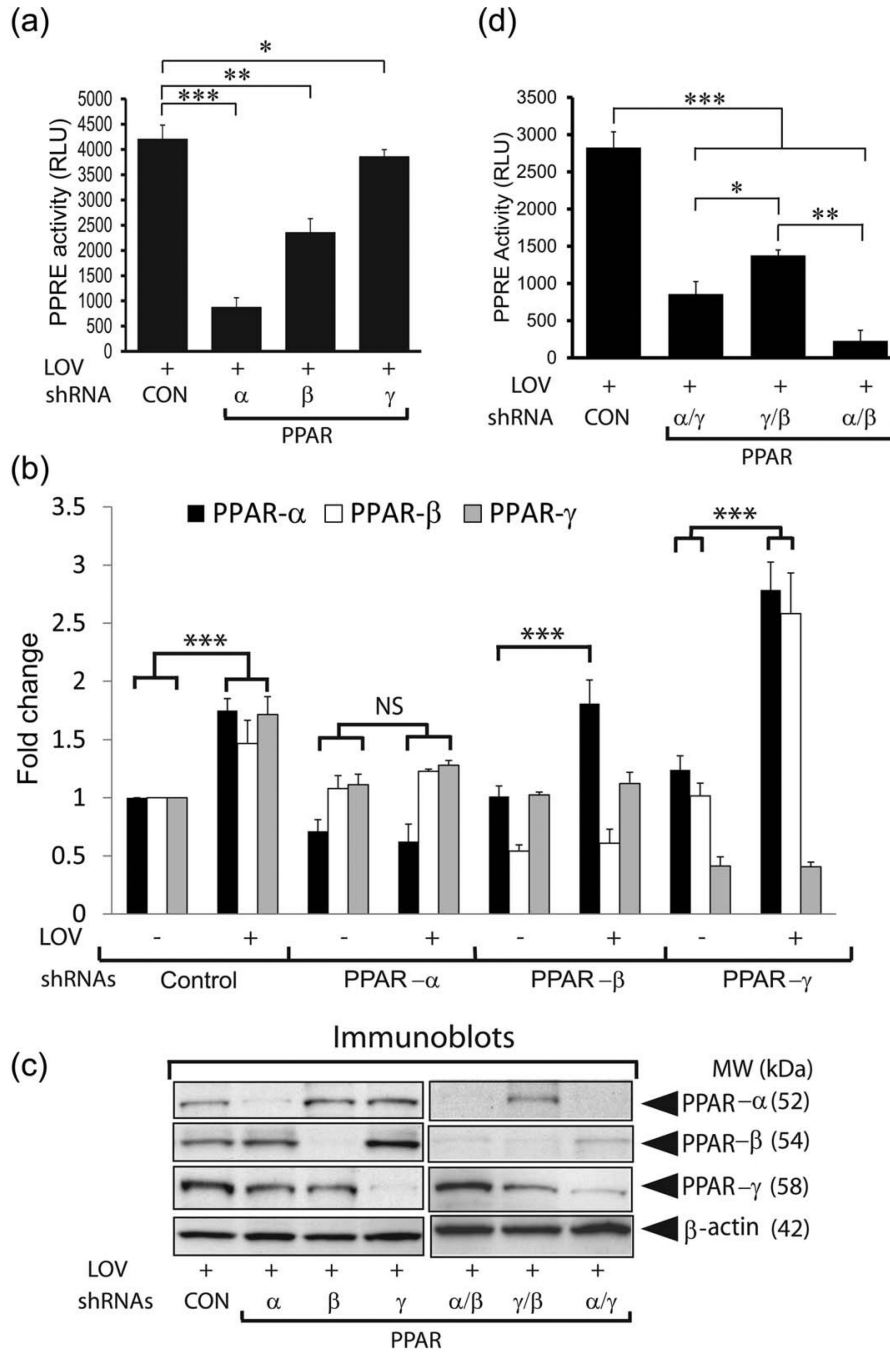 (a)
*
**
***
PPRE activity (RLU)
5000
4500
4000
3500
3000
2500
2000
1500
1000
500
0
LOV + + + +
shRNA CON α β γ
PPAR
(d)
***
*
**
PPRE Activity (RLU)
3500
3000
2500
2000
1500
1000
500
0
LOV + + + +
shRNA CON α/γ γ/β α/β
PPAR
(b)
PPAR-α PPAR-β PPAR-γ
Fold change
3.5
3
2.5
2
1.5
1
0.5
0
***
NS
***
***
LOV - + - + - + - +
shRNAs Control PPAR-α PPAR-β PPAR-γ
(c)
Immunoblots
MW (kDa)
PPAR-α (52)
PPAR-β (54)
PPAR-γ (58)
β-actin (42)
LOV + + + + + + +
shRNAs CON α β γ α/β γ/β α/γ
PPAR